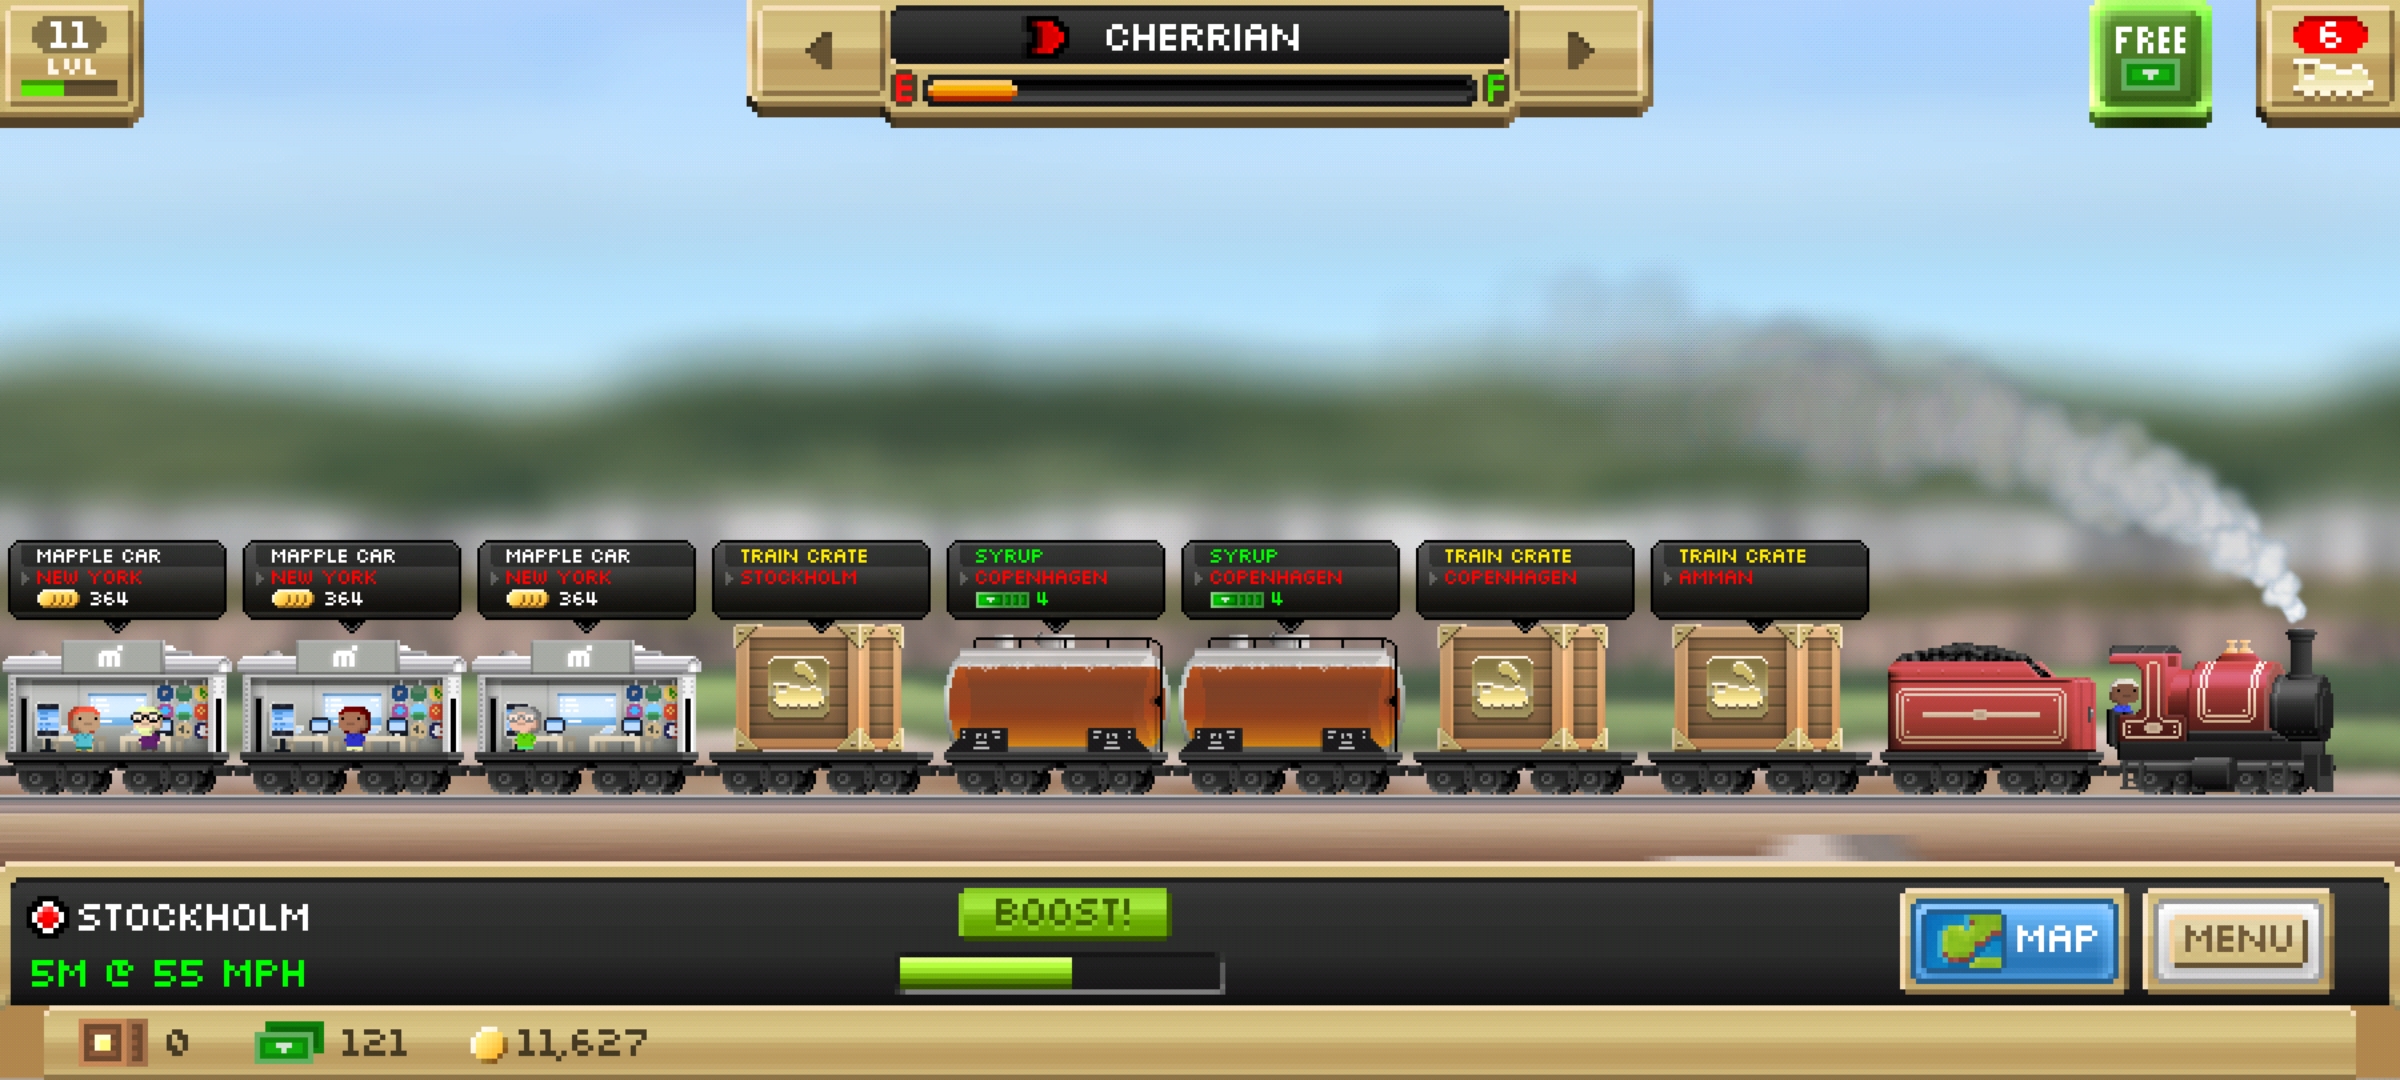 11
LVL
CHERRIAN
E
F
FREE
6
MAPPLE CAR
NEW YORK
364
MAPPLE CAR
NEW YORK
364
MAPPLE CAR
NEW YORK
364
TRAIN CRATE
STOCKHOLM
SYRUP
COPENHAGEN
4
SYRUP
COPENHAGEN
4
TRAIN CRATE
COPENHAGEN
TRAIN CRATE
AMMAN
m
m
m
STOCKHOLM
5M @ 55 MPH
BOOST!
MAP
MENU
0
121
11,627